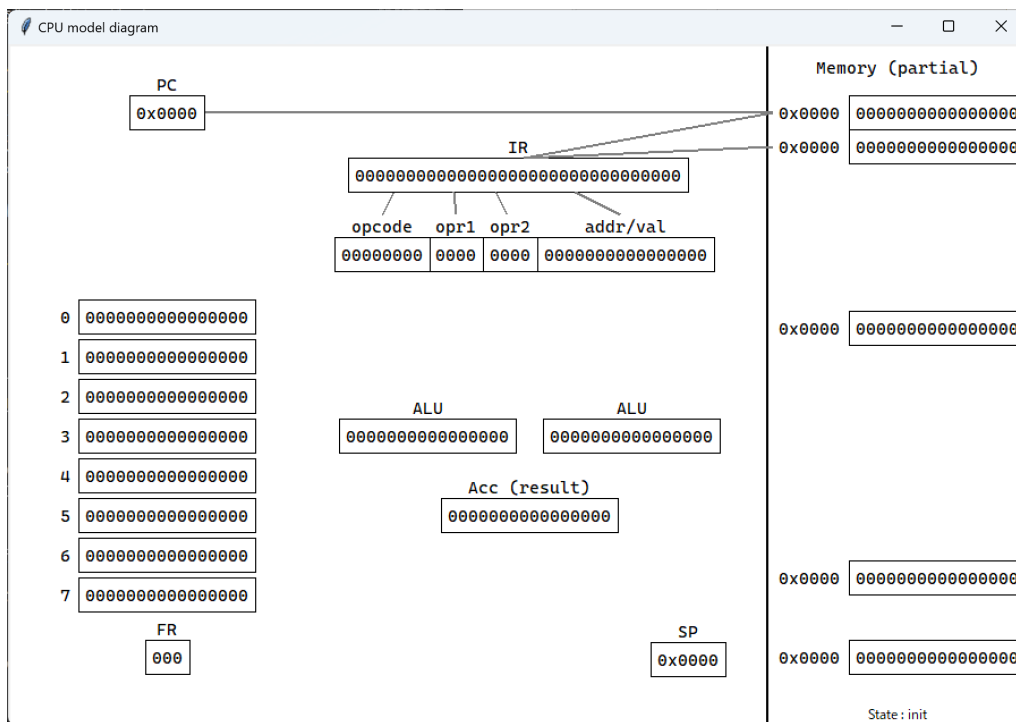 CPU model diagram
Memory (partial)
PC
0x0000
0x0000 0000000000000000
0x0000 0000000000000000
IR
00000000000000000000000000000000
opcode opr1 opr2 addr/val
00000000 0000 0000 0000000000000000
0 0000000000000000
0x0000 0000000000000000
1 0000000000000000
2 0000000000000000
3 0000000000000000
4 0000000000000000
5 0000000000000000
6 0000000000000000
7 0000000000000000
ALU ALU
0000000000000000 0000000000000000
Acc (result)
0000000000000000
0x0000 0000000000000000
FR
000
SP
0x0000
0x0000 0000000000000000
State: init